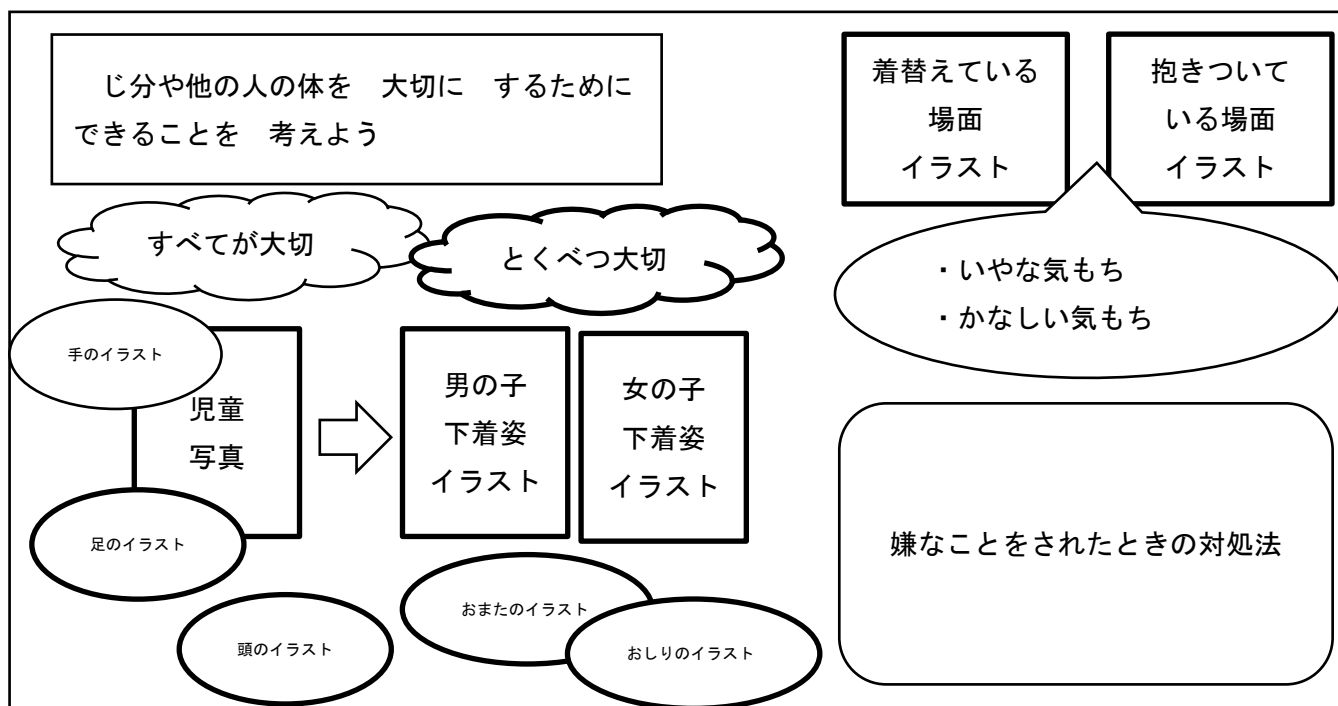 じ分や他の人の体を　大切に　するために
できることを　考えよう
すべてが大切
とくべつ大切
手のイラスト
児童
写真
足のイラスト
頭のイラスト
男の子
下着姿
イラスト
女の子
下着姿
イラスト
おまたのイラスト
おしりのイラスト
着替えている
場面
イラスト
抱きついて
いる場面
イラスト
・いやな気もち
・かなしい気もち
嫌なことをされたときの対処法